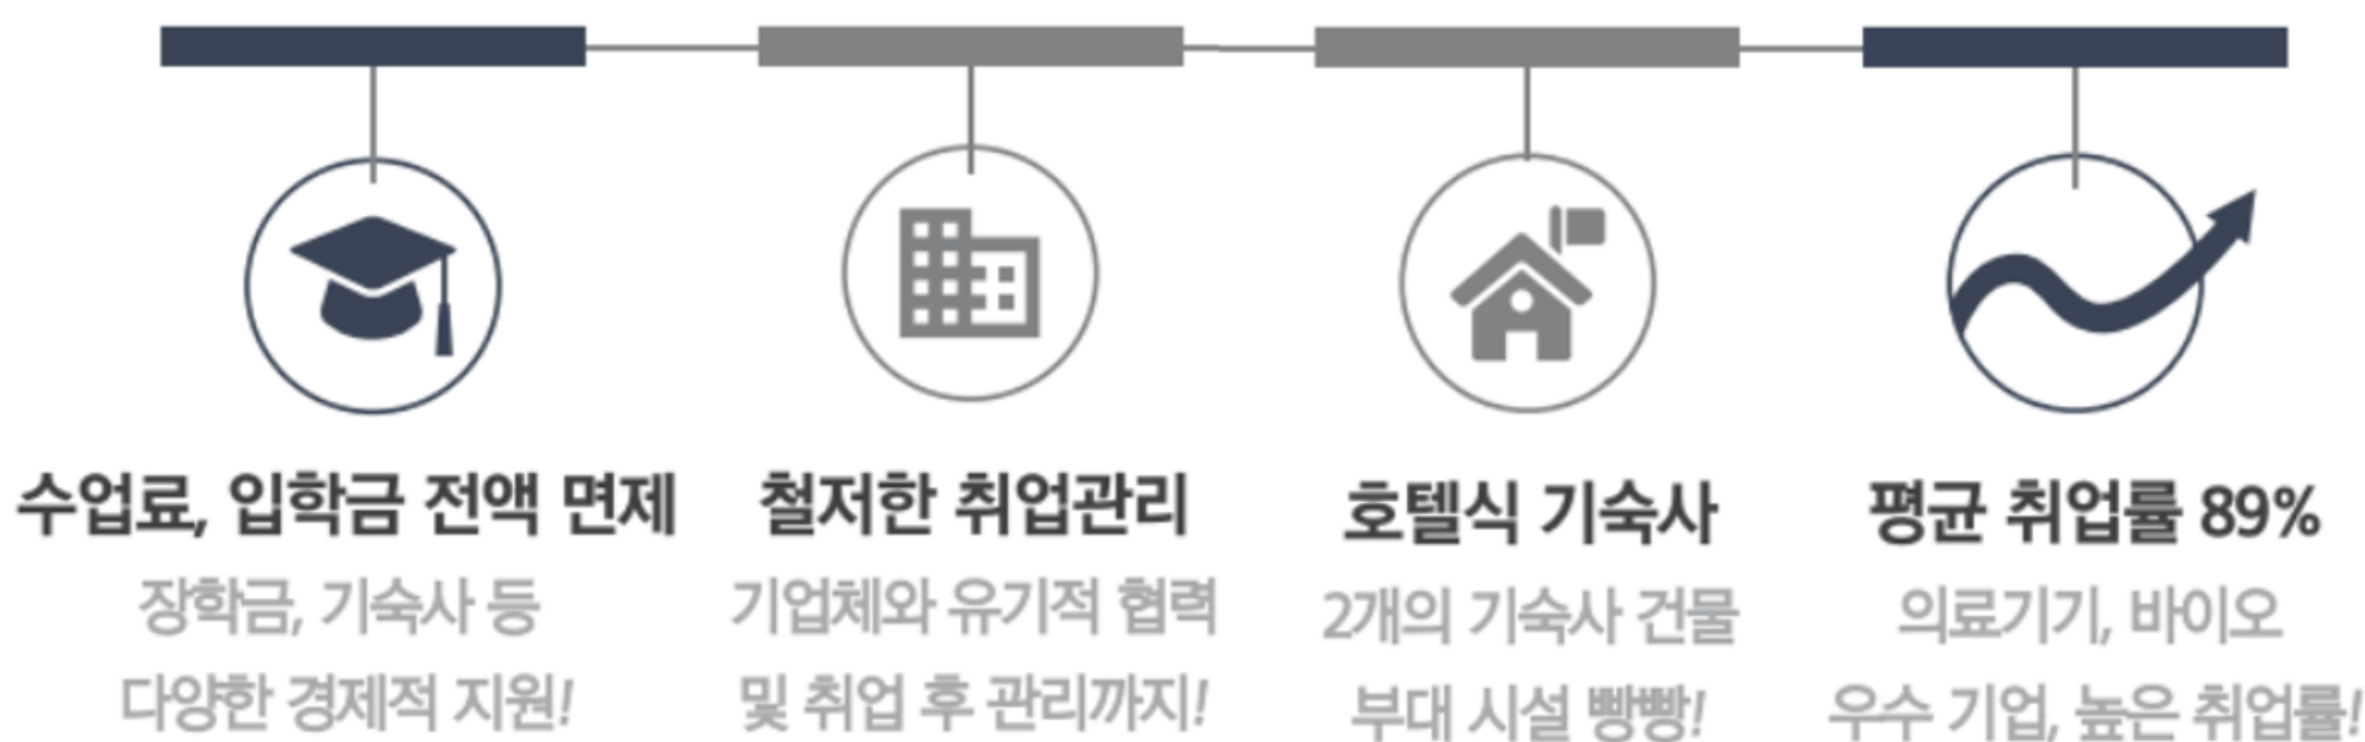 수업료, 입학금 전액 면제
장학금, 기숙사 등
다양한 경제적 지원!
철저한 취업관리
기업체와 유기적 협력
및 취업 후 관리까지!
호텔식 기숙사
2개의 기숙사 건물
부대 시설 빵빵!
평균 취업률 89%
의료기기, 바이오
우수 기업, 높은 취업률!